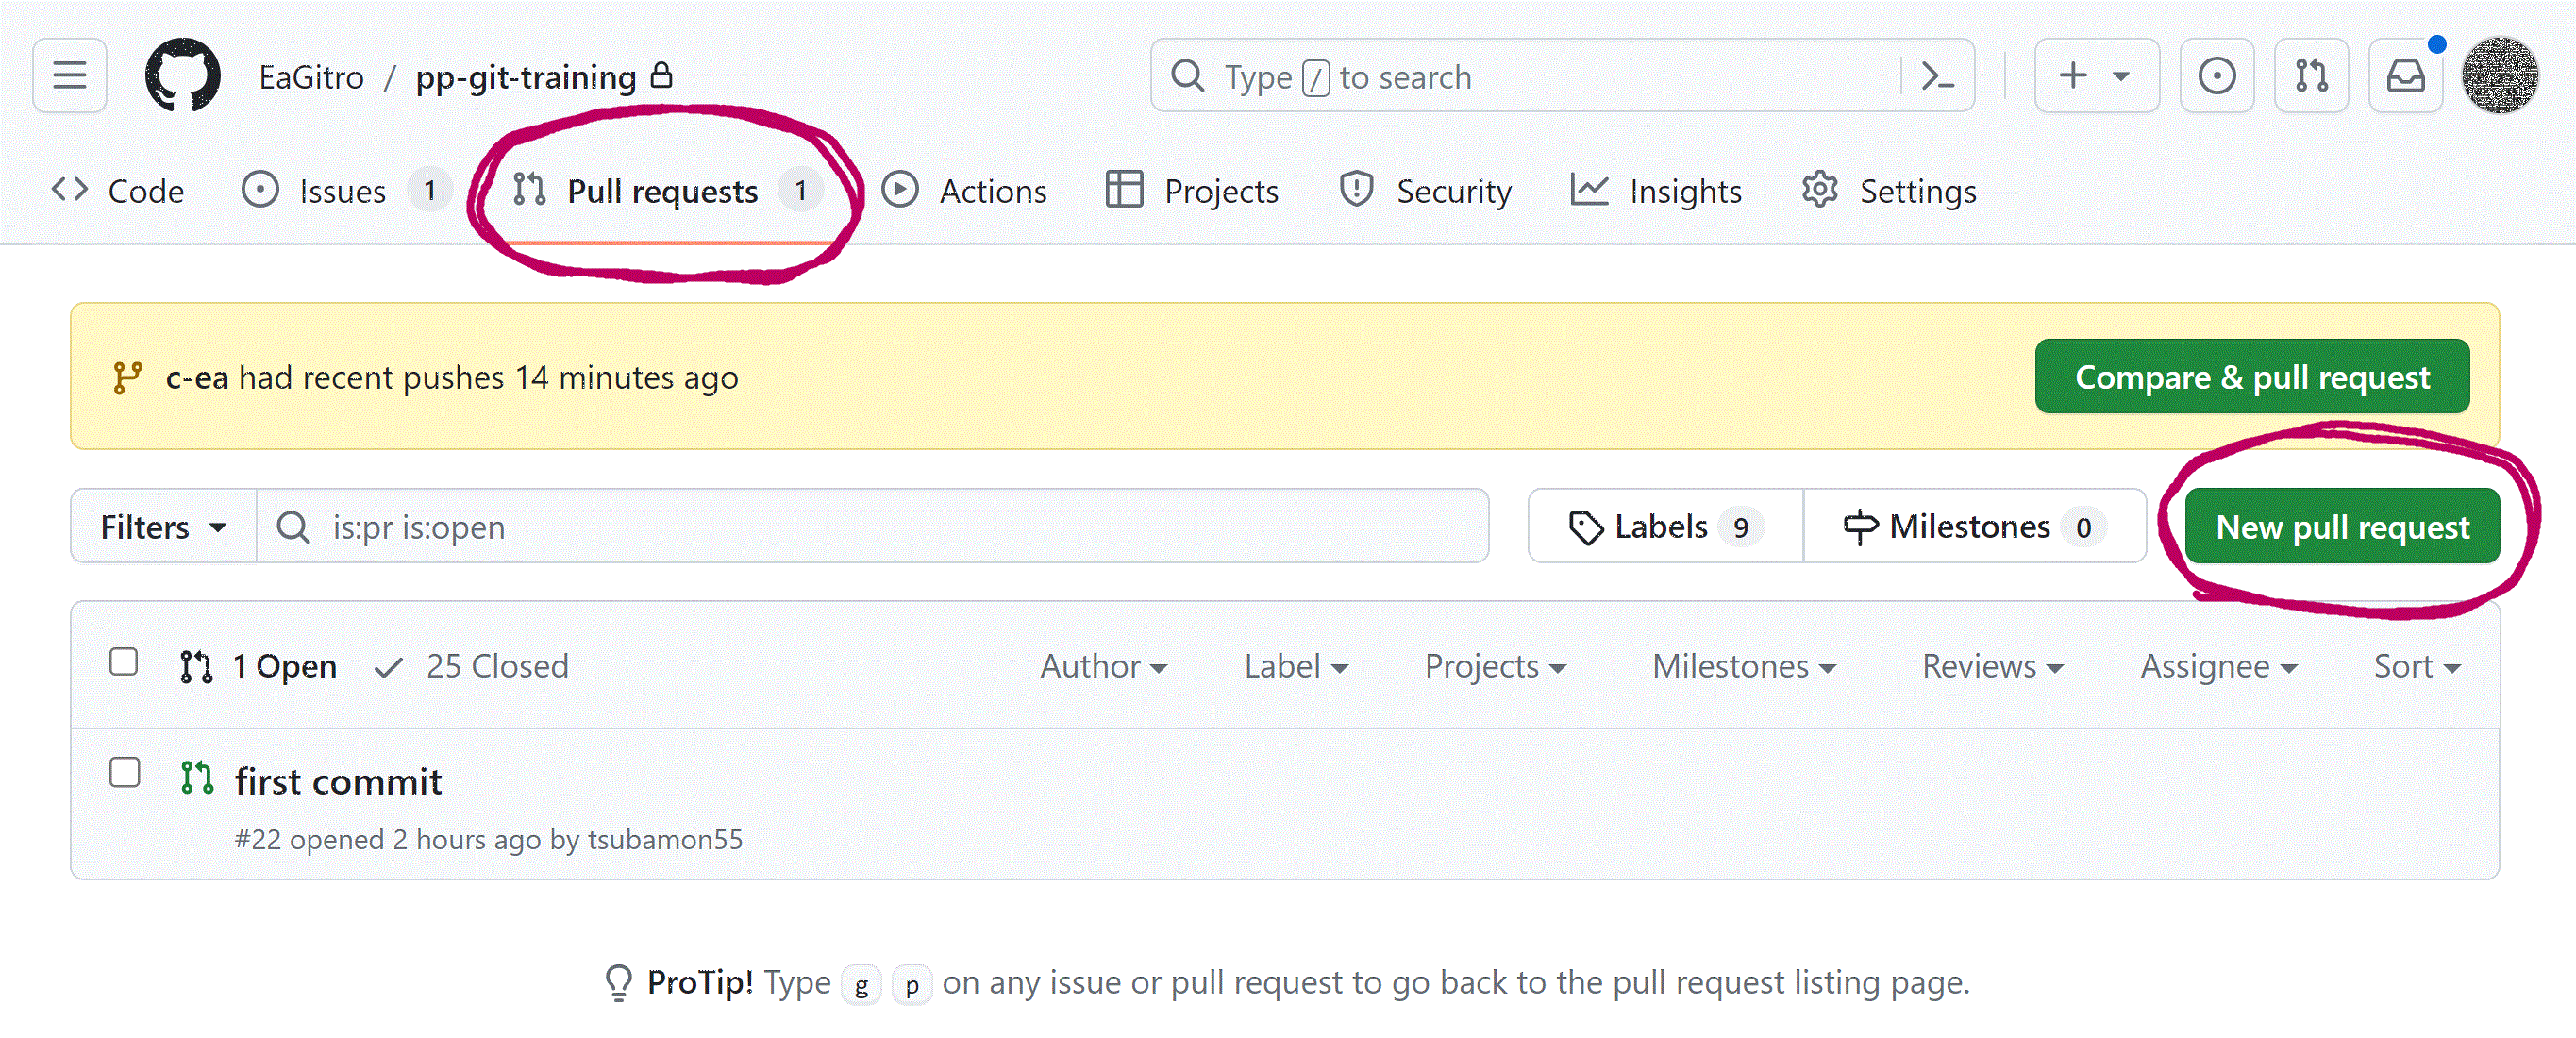 EaGitro / pp-git-training
Type / to search
Code Issues 1 Pull requests 1 Actions Projects Security Insights Settings
c-ea had recent pushes 14 minutes ago Compare & pull request
Filters is:pr is:open Labels 9 Milestones 0 New pull request
1 Open 25 Closed Author Label Projects Milestones Reviews Assignee Sort
first commit
#22 opened 2 hours ago by tsubamon55
ProTip! Type g p on any issue or pull request to go back to the pull request listing page.